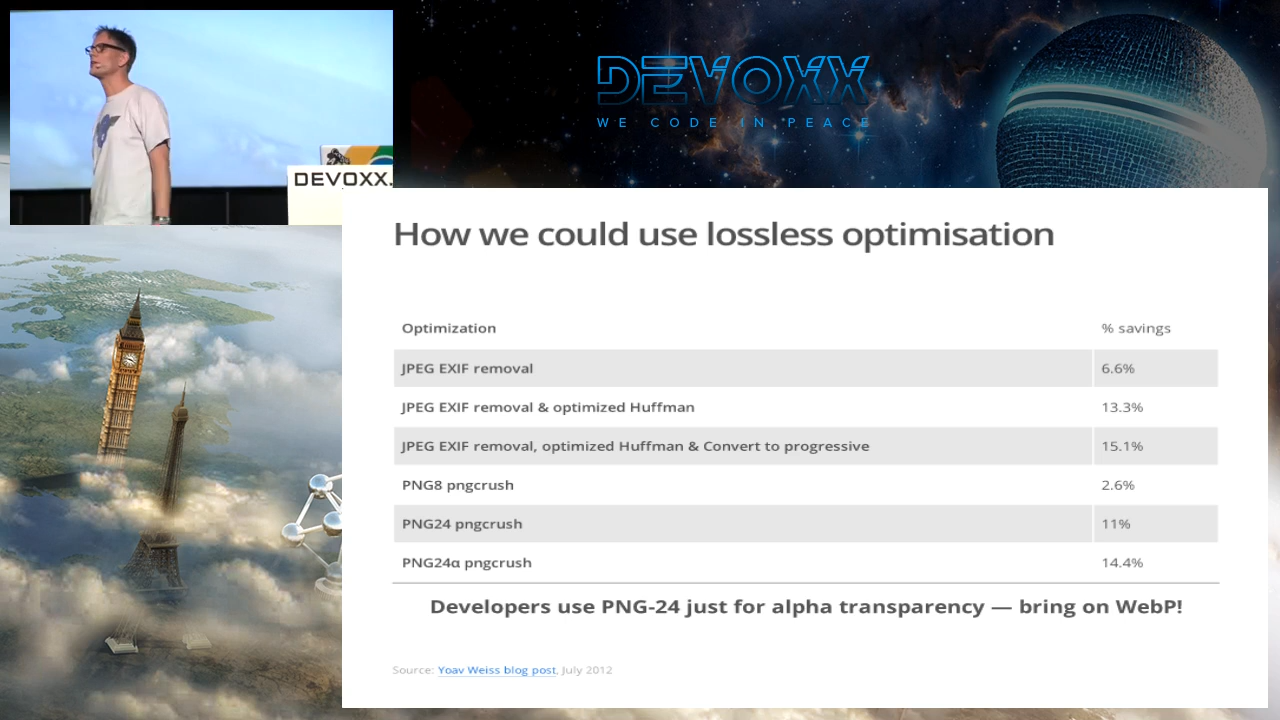 DEVOXX
WE CODE IN PEACE
DEVOXX.
How we could use lossless optimisation
Optimization % savings
JPEG EXIF removal 6.6%
JPEG EXIF removal & optimized Huffman 13.3%
JPEG EXIF removal, optimized Huffman & Convert to progressive 15.1%
PNG8 pngcrush 2.6%
PNG24 pngcrush 11%
PNG24α pngcrush 14.4%
Developers use PNG-24 just for alpha transparency — bring on WebP!
Source: Yoav Weiss blog post, July 2012